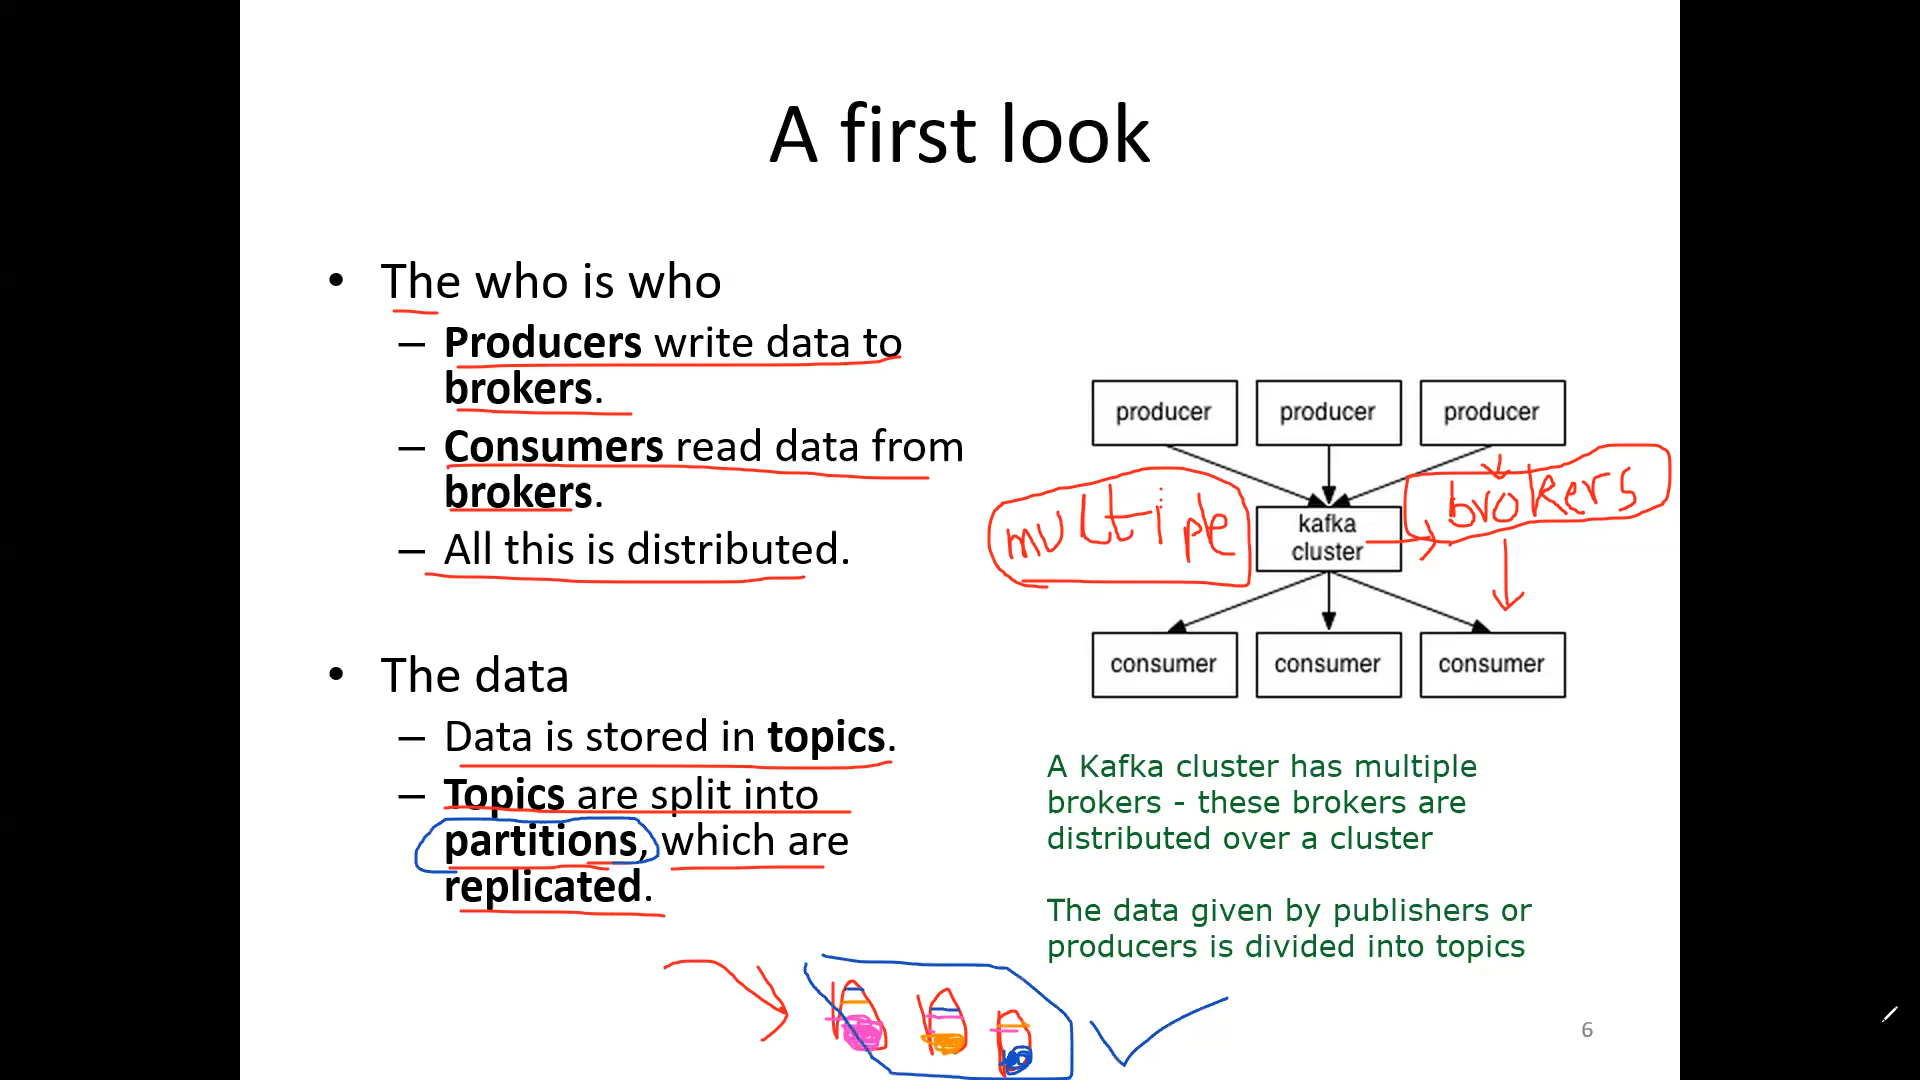 A first look
• The who is who
– Producers write data to
brokers.
– Consumers read data from
brokers.
– All this is distributed.
• The data
– Data is stored in topics.
– Topics are split into
partitions, which are
replicated.
producer producer producer
multiple
kafka
cluster
brokers
consumer consumer consumer
A Kafka cluster has multiple
brokers - these brokers are
distributed over a cluster
The data given by publishers or
producers is divided into topics
6